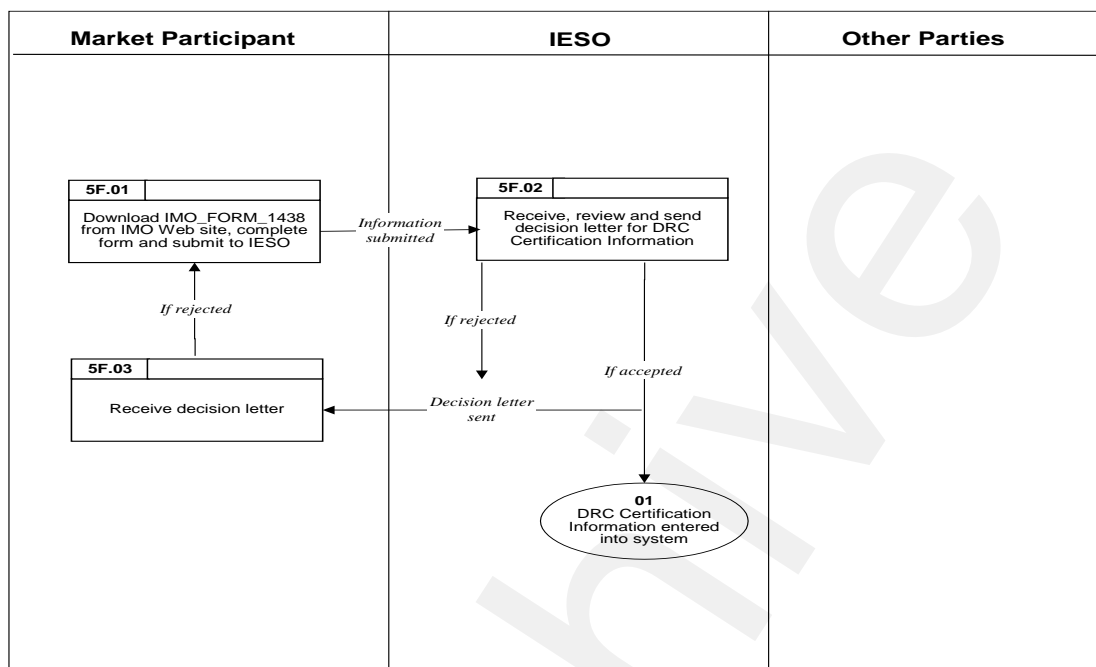 Market Participant
IESO
Other Parties
5F.01
Download IMO_FORM_1438
from IMO Web site, complete
form and submit to IESO
Information
submitted
5F.02
Receive, review and send
decision letter for DRC
Certification Information
If rejected
If rejected
If accepted
5F.03
Receive decision letter
Decision letter
sent
01
DRC Certification
Information entered
into system
hive